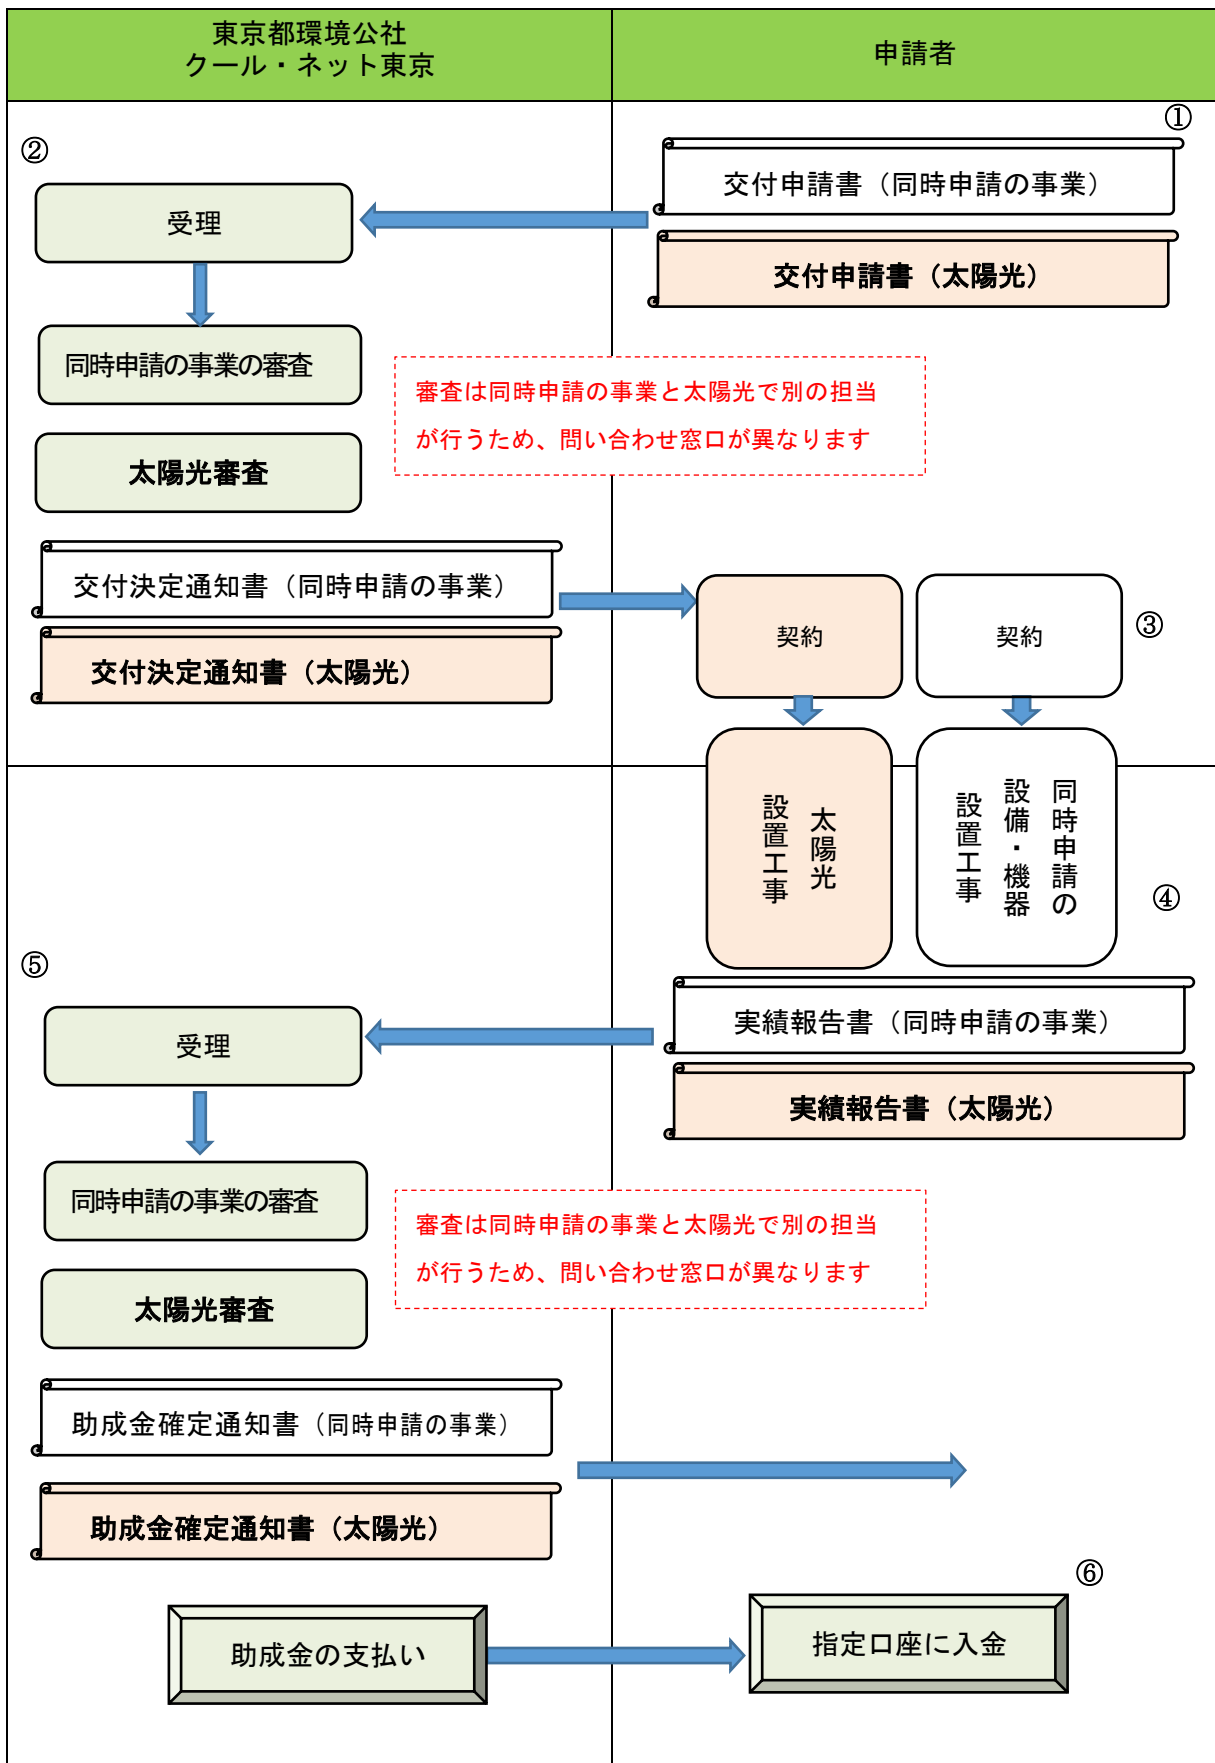 東京都環境公社
クール・ネット東京
申請者
①
交付申請書（同時申請の事業）
交付申請書（太陽光）
②
受理
同時申請の事業の審査
太陽光審査
審査は同時申請の事業と太陽光で別の担当
が行うため、問い合わせ窓口が異なります
交付決定通知書（同時申請の事業）
交付決定通知書（太陽光）
③
契約
契約
太陽光
設置工事
同時申請の
設備・機器
設置工事
④
実績報告書（同時申請の事業）
実績報告書（太陽光）
⑤
受理
同時申請の事業の審査
太陽光審査
審査は同時申請の事業と太陽光で別の担当
が行うため、問い合わせ窓口が異なります
助成金確定通知書（同時申請の事業）
助成金確定通知書（太陽光）
⑥
助成金の支払い
指定口座に入金